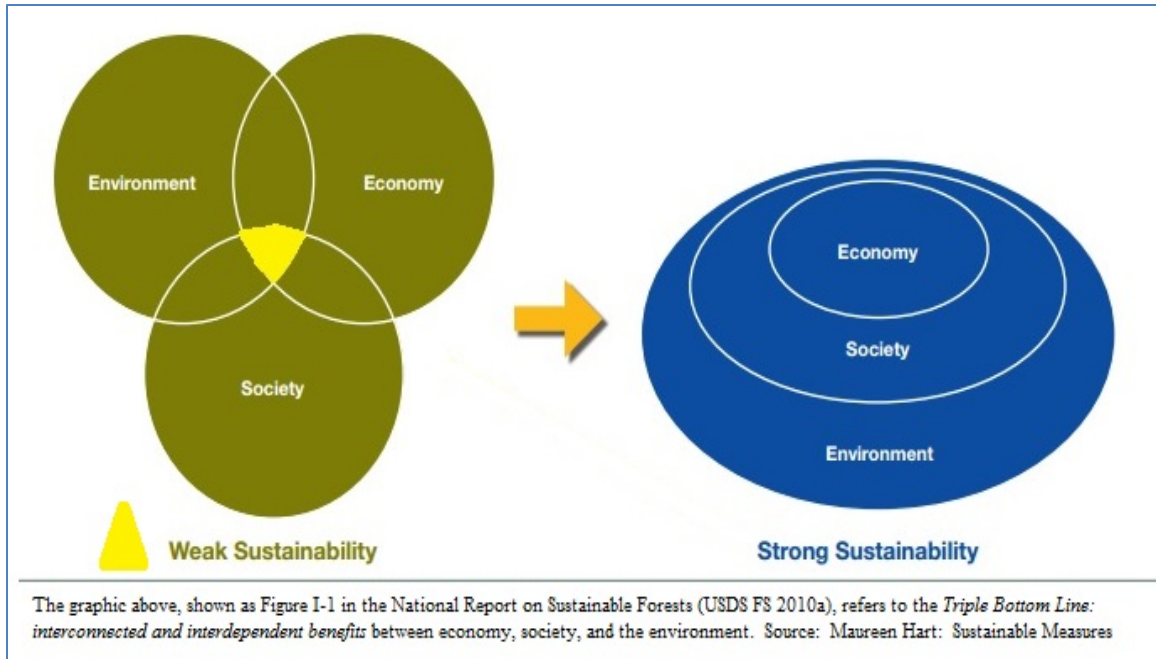 Environment
Economy
Society
Weak Sustainability
Economy
Society
Environment
Strong Sustainability
The graphic above, shown as Figure I-1 in the National Report on Sustainable Forests (USDS FS 2010a), refers to the Triple Bottom Line:
interconnected and interdependent benefits between economy, society, and the environment.  Source:  Maureen Hart:  Sustainable Measures